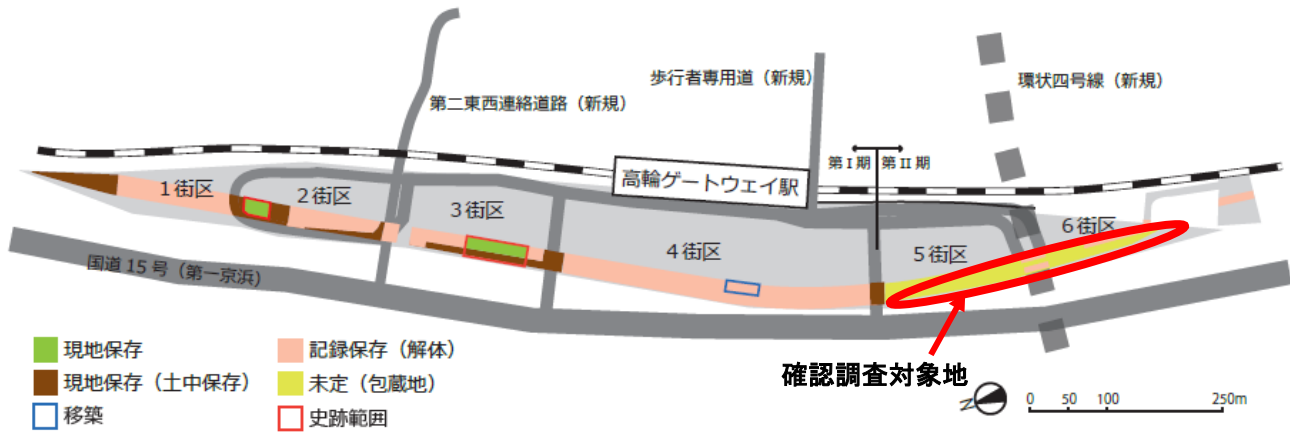 第二東西連絡道路（新規）
歩行者専用道（新規）
環状四号線（新規）
第Ⅰ期 第Ⅱ期
高輪ゲートウェイ駅
1街区
2街区
3街区
4街区
5街区
6街区
国道15号（第一京浜）
確認調査対象地
現地保存
記録保存（解体）
現地保存（土中保存）
未定（包蔵地）
移築
史跡範囲
N
0 50 100 250m